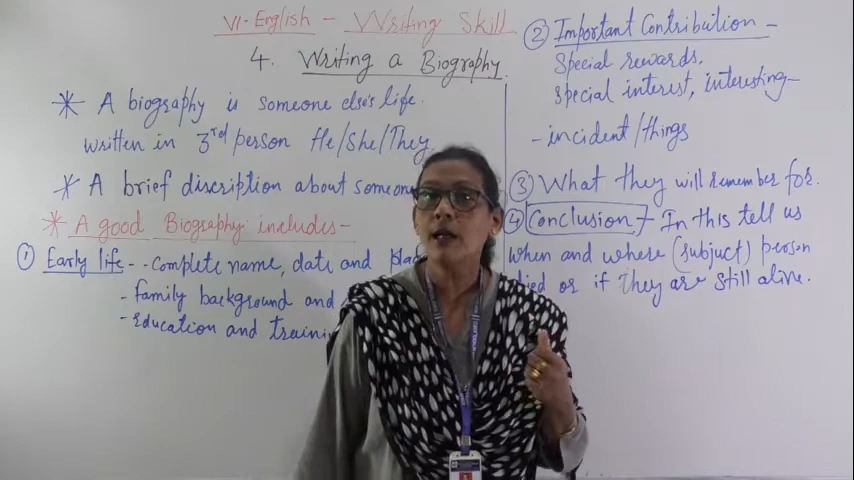 VI - English - Writing Skill
4. Writing a Biography.
* A biography is someone else's life.
written in 3rd person He/She/They.
* A brief discription about someone
* A good Biography includes -
① Early life - - complete name, date and
- family background and
- Education and
② Important Contribution -
Special rewards,
special interest, interesting -
- incident/things
③ What they will remember for.
④ Conclusion - In this tell us
when and where (subject) person
died or if They are still alive.